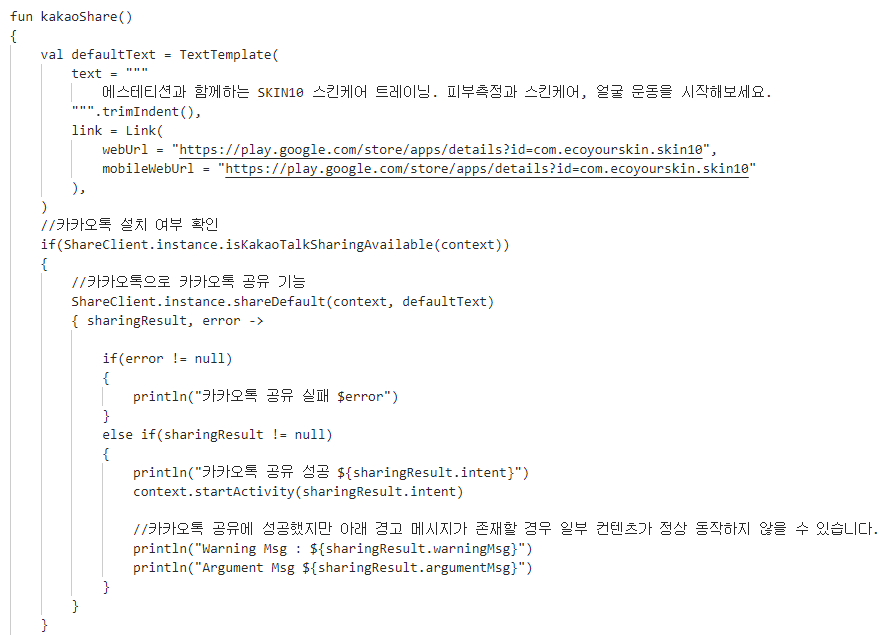 fun kakaoShare()
{
val defaultText = TextTemplate(
text = """
에스테티션과 함께하는 SKIN10 스킨케어 트레이닝. 피부측정과 스킨케어, 얼굴 운동을 시작해보세요.
""".trimIndent(),
link = Link(
webUrl = "https://play.google.com/store/apps/details?id=com.ecoyourskin.skin10",
mobileWebUrl = "https://play.google.com/store/apps/details?id=com.ecoyourskin.skin10"
),
)
//카카오톡 설치 여부 확인
if(ShareClient.instance.isKakaoTalkSharingAvailable(context))
{
//카카오톡으로 카카오톡 공유 기능
ShareClient.instance.shareDefault(context, defaultText)
{ sharingResult, error ->
if(error != null)
{
println("카카오톡 공유 실패 $error")
}
else if(sharingResult != null)
{
println("카카오톡 공유 성공 ${sharingResult.intent}")
context.startActivity(sharingResult.intent)
//카카오톡 공유에 성공했지만 아래 경고 메시지가 존재할 경우 일부 컨텐츠가 정상 동작하지 않을 수 있습니다.
println("Warning Msg : ${sharingResult.warningMsg}")
println("Argument Msg ${sharingResult.argumentMsg}")
}
}
}